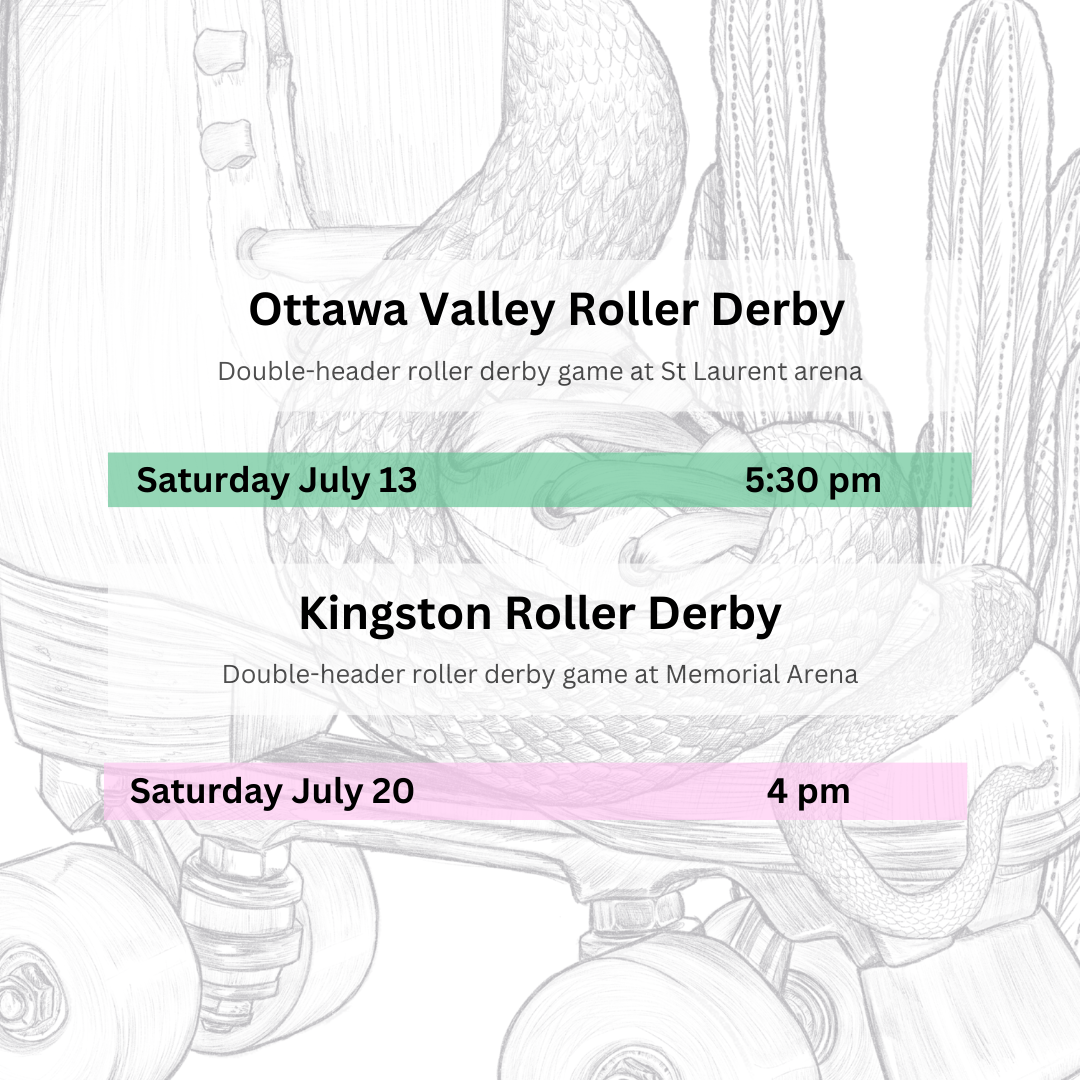 Ottawa Valley Roller Derby
Double-header roller derby game at St Laurent arena
Saturday July 13 5:30 pm
Kingston Roller Derby
Double-header roller derby game at Memorial Arena
Saturday July 20 4 pm